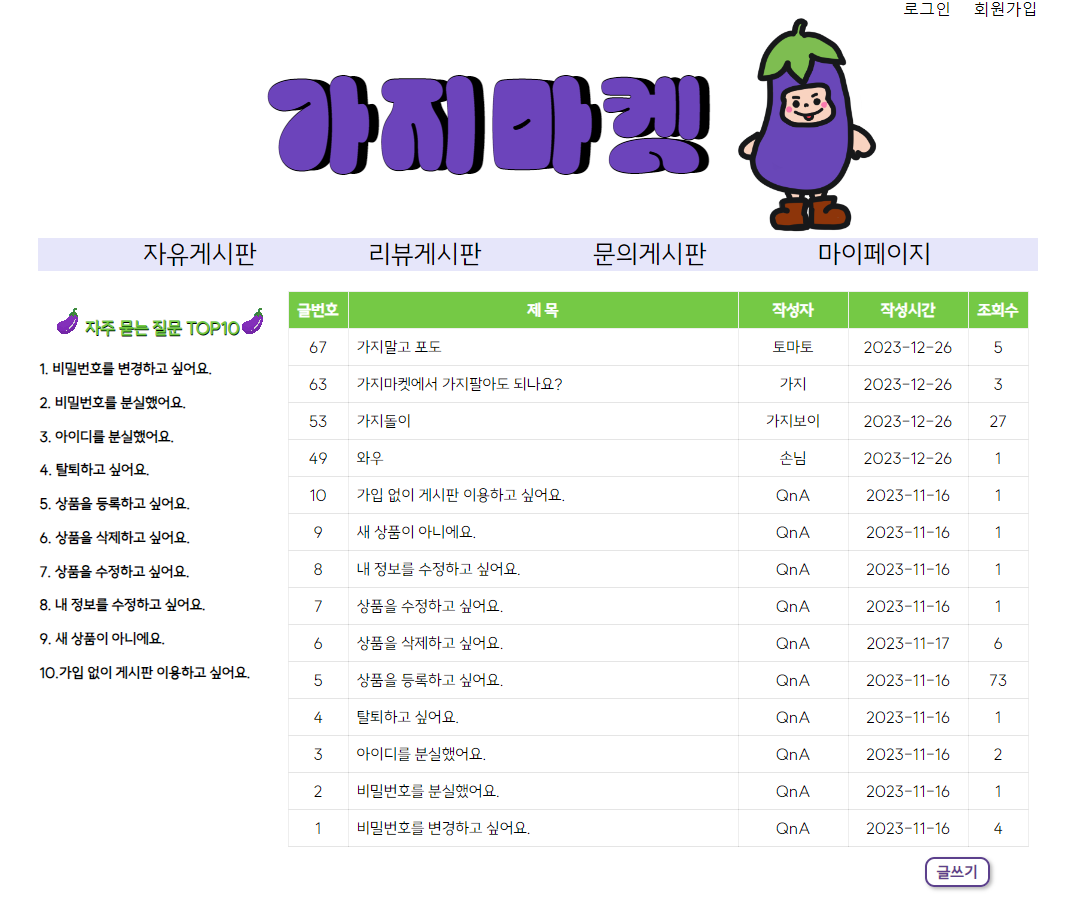 로그인 회원가입
가지마켓
자유게시판 리뷰게시판 문의게시판 마이페이지
자주 묻는 질문 TOP10
1. 비밀번호를 변경하고 싶어요.
2. 비밀번호를 분실했어요.
3. 아이디를 분실했어요.
4. 탈퇴하고 싶어요.
5. 상품을 등록하고 싶어요.
6. 상품을 삭제하고 싶어요.
7. 상품을 수정하고 싶어요.
8. 내 정보를 수정하고 싶어요.
9. 새 상품이 아니에요.
10.가입 없이 게시판 이용하고 싶어요.
글번호 제 목 작성자 작성시간 조회수
67 가지말고 포도 토마토 2023-12-26 5
63 가지마켓에서 가지팔아도 되나요? 가지 2023-12-26 3
53 가지돌이 가지보이 2023-12-26 27
49 와우 손님 2023-12-26 1
10 가입 없이 게시판 이용하고 싶어요. QnA 2023-11-16 1
9 새 상품이 아니에요. QnA 2023-11-16 1
8 내 정보를 수정하고 싶어요. QnA 2023-11-16 1
7 상품을 수정하고 싶어요. QnA 2023-11-16 1
6 상품을 삭제하고 싶어요. QnA 2023-11-17 6
5 상품을 등록하고 싶어요. QnA 2023-11-16 73
4 탈퇴하고 싶어요. QnA 2023-11-16 1
3 아이디를 분실했어요. QnA 2023-11-16 2
2 비밀번호를 분실했어요. QnA 2023-11-16 1
1 비밀번호를 변경하고 싶어요. QnA 2023-11-16 4
글쓰기